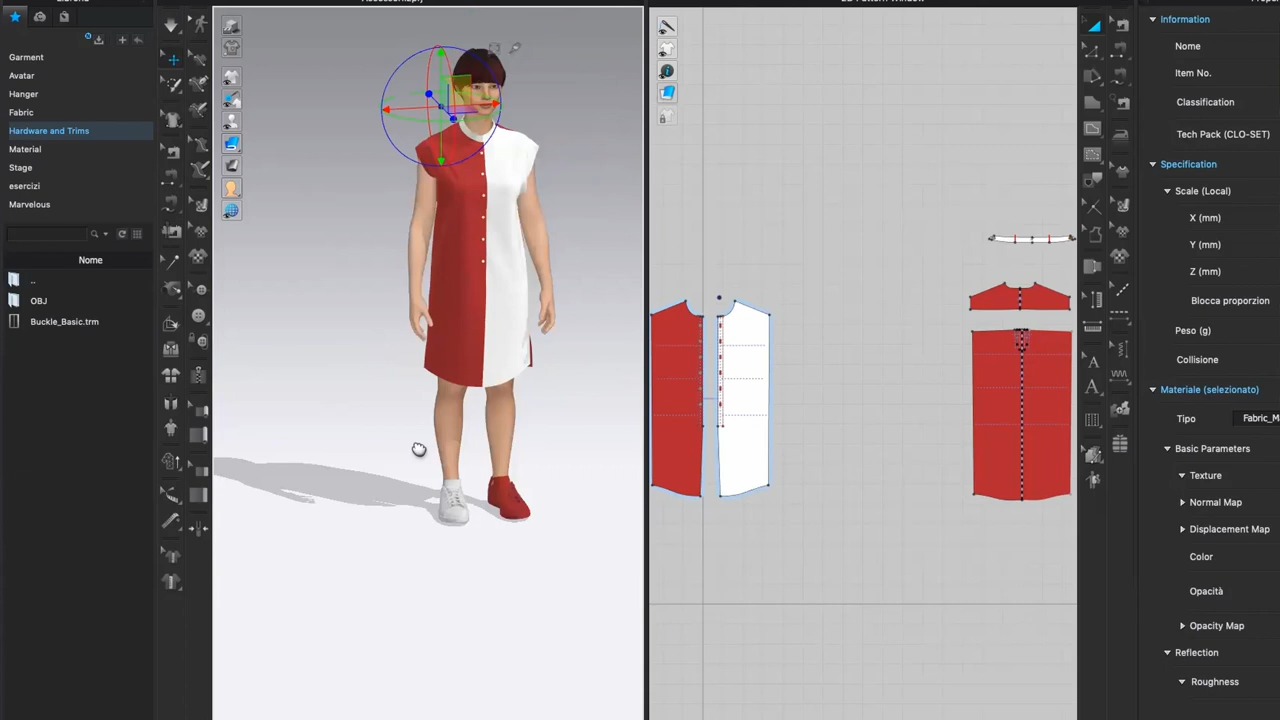 Garment
Avatar
Hanger
Fabric
Hardware and Trims
Material
Stage
esercizi
Marvelous
Nome
..
OBJ
Buckle_Basic.trm
Information
Nome
Item No.
Classification
Tech Pack (CLO-SET)
Specification
Scale (Local)
X (mm)
Y (mm)
Z (mm)
Blocca proporzion
Peso (g)
Collisione
Materiale (selezionato)
Tipo Fabric_M
Basic Parameters
Texture
Normal Map
Displacement Map
Color
Opacità
Opacity Map
Reflection
Roughness